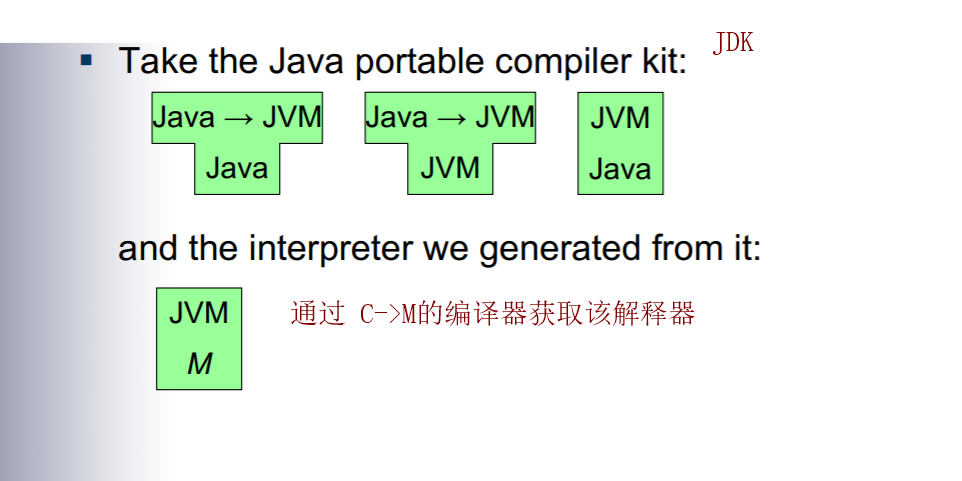 ▪ Take the Java portable compiler kit: JDK
Java → JVM Java → JVM JVM
Java JVM Java
and the interpreter we generated from it:
JVM 通过 C->M的编译器获取该解释器
M